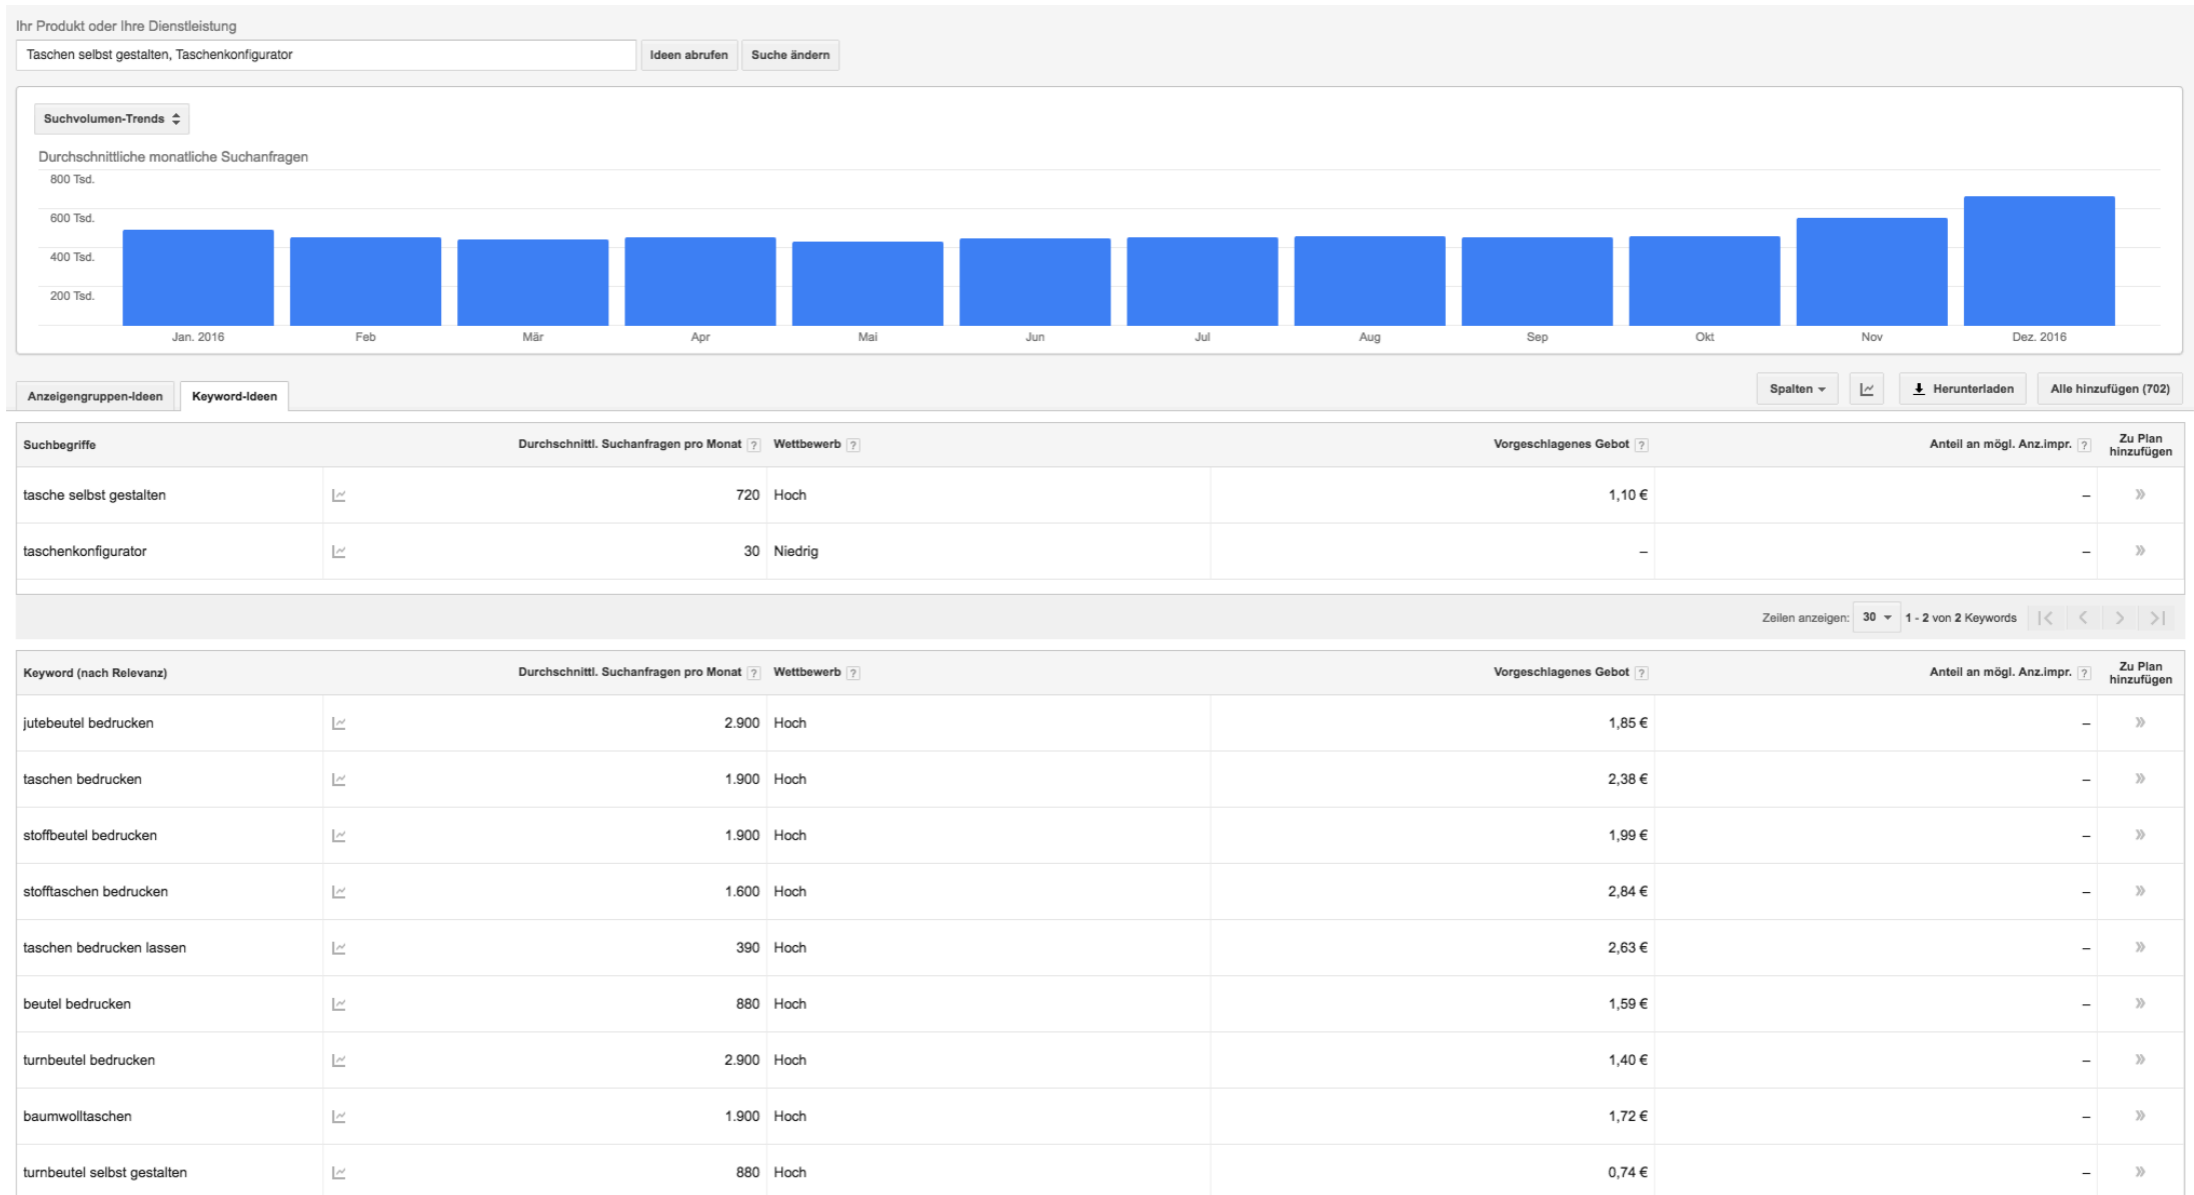 Ihr Produkt oder Ihre Dienstleistung
Taschen selbst gestalten, Taschenkonfigurator
Ideen abrufen
Suche ändern
Suchvolumen-Trends
Durchschnittliche monatliche Suchanfragen
800 Tsd.
600 Tsd.
400 Tsd.
200 Tsd.
Jan. 2016 Feb Mär Apr Mai Jun Jul Aug Sep Okt Nov Dez. 2016
Anzeigengruppen-Ideen Keyword-Ideen Spalten Herunterladen Alle hinzufügen (702)
Suchbegriffe Durchschnittl. Suchanfragen pro Monat ? Wettbewerb ? Vorgeschlagenes Gebot ? Anteil an mögl. Anz.impr. ? Zu Plan hinzufügen
tasche selbst gestalten 720 Hoch 1,10 € – »
taschenkonfigurator 30 Niedrig – – »
Zeilen anzeigen: 30 1 - 2 von 2 Keywords
Keyword (nach Relevanz) Durchschnittl. Suchanfragen pro Monat ? Wettbewerb ? Vorgeschlagenes Gebot ? Anteil an mögl. Anz.impr. ? Zu Plan hinzufügen
jutebeutel bedrucken 2.900 Hoch 1,85 € – »
taschen bedrucken 1.900 Hoch 2,38 € – »
stoffbeutel bedrucken 1.900 Hoch 1,99 € – »
stofftaschen bedrucken 1.600 Hoch 2,84 € – »
taschen bedrucken lassen 390 Hoch 2,63 € – »
beutel bedrucken 880 Hoch 1,59 € – »
turnbeutel bedrucken 2.900 Hoch 1,40 € – »
baumwolltaschen 1.900 Hoch 1,72 € – »
turnbeutel selbst gestalten 880 Hoch 0,74 € – »